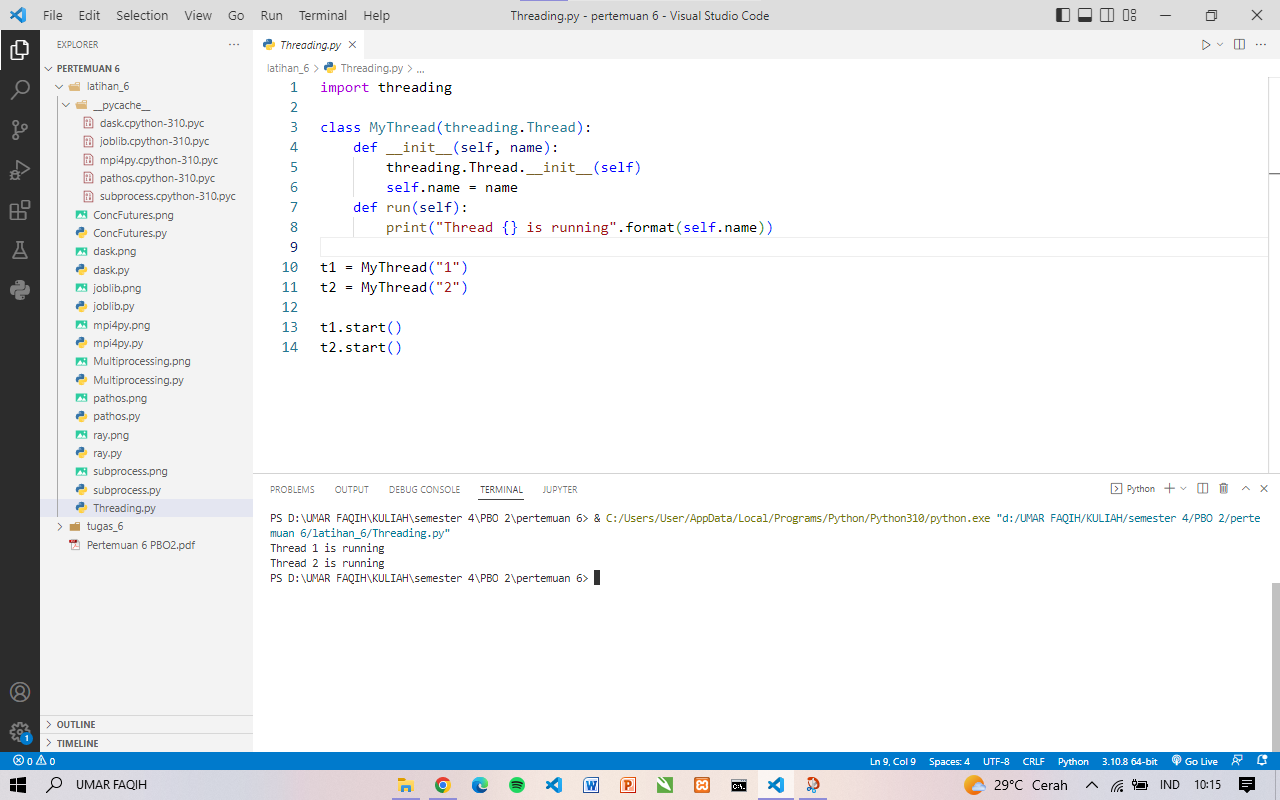 File Edit Selection View Go Run Terminal Help Threading.py - pertemuan 6 - Visual Studio Code
EXPLORER
PERTEMUAN 6
latihan_6
__pycache__
dask.cpython-310.pyc
joblib.cpython-310.pyc
mpi4py.cpython-310.pyc
pathos.cpython-310.pyc
subprocess.cpython-310.pyc
ConcFutures.png
ConcFutures.py
dask.png
dask.py
joblib.png
joblib.py
mpi4py.png
mpi4py.py
Multiprocessing.png
Multiprocessing.py
pathos.png
pathos.py
ray.png
ray.py
subprocess.png
subprocess.py
Threading.py
tugas_6
Pertemuan 6 PBO2.pdf
OUTLINE
TIMELINE
Threading.py
latihan_6 > Threading.py > ...
1 import threading
2
3 class MyThread(threading.Thread):
4     def __init__(self, name):
5         threading.Thread.__init__(self)
6         self.name = name
7     def run(self):
8         print("Thread {} is running".format(self.name))
9
10 t1 = MyThread("1")
11 t2 = MyThread("2")
12
13 t1.start()
14 t2.start()
PROBLEMS OUTPUT DEBUG CONSOLE TERMINAL JUPYTER Python
PS D:\UMAR FAQIH\KULIAH\semester 4\PBO 2\pertemuan 6> & C:/Users/User/AppData/Local/Programs/Python/Python310/python.exe "d:/UMAR FAQIH/KULIAH/semester 4/PBO 2/perte
muan 6/latihan_6/Threading.py"
Thread 1 is running
Thread 2 is running
PS D:\UMAR FAQIH\KULIAH\semester 4\PBO 2\pertemuan 6>
1
0 0 Ln 9, Col 9 Spaces: 4 UTF-8 CRLF Python 3.10.8 64-bit Go Live
UMAR FAQIH 29°C Cerah IND 10:15